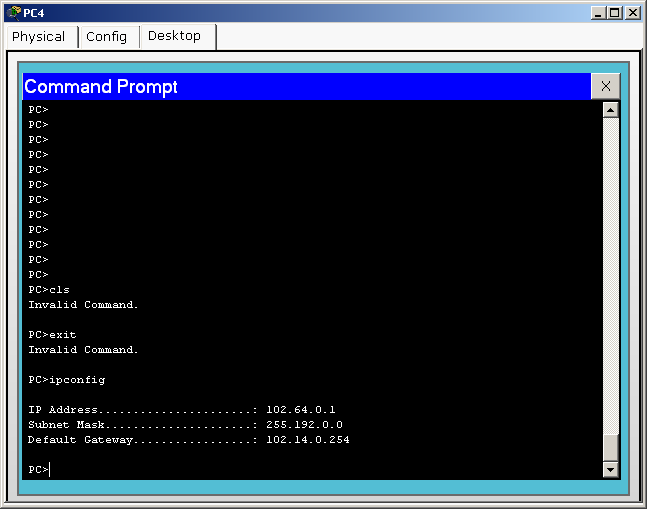 PC4
Physical Config Desktop
Command Prompt X
PC>
PC>
PC>
PC>
PC>
PC>
PC>
PC>
PC>
PC>
PC>
PC>
PC>cls
Invalid Command.
PC>exit
Invalid Command.
PC>ipconfig
IP Address......................: 102.64.0.1
Subnet Mask.....................: 255.192.0.0
Default Gateway.................: 102.14.0.254
PC>